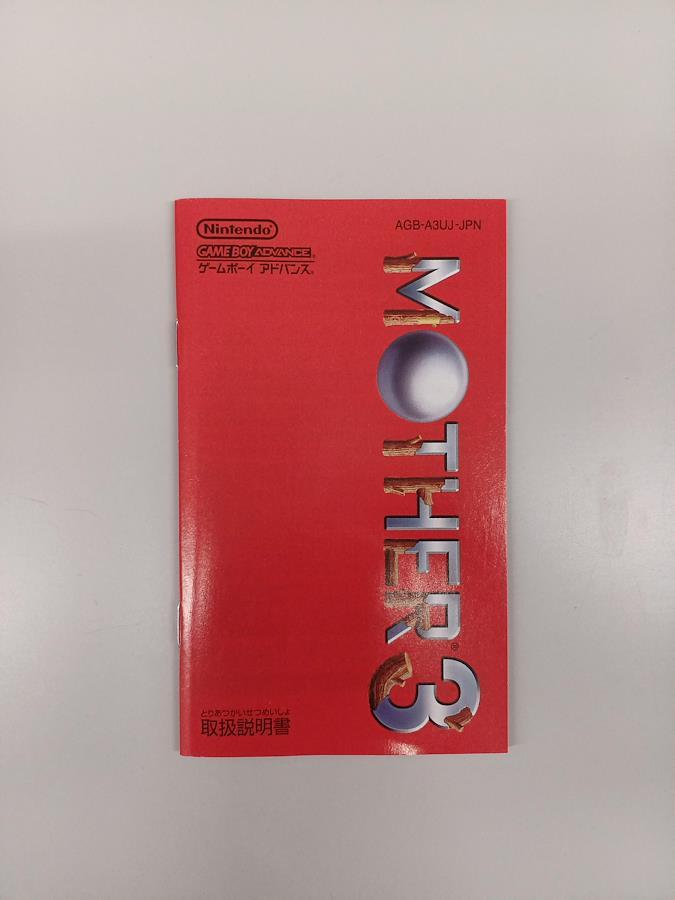 Nintendo®
GAME BOY ADVANCE®
ゲームボーイ アドバンス®
AGB-A3UJ-JPN
MOTHER®3
とりあつかいせつめいしょ
取扱説明書